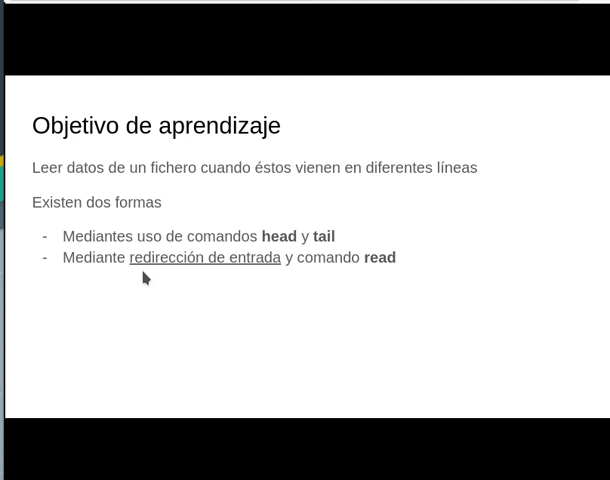 Objetivo de aprendizaje
Leer datos de un fichero cuando éstos vienen en diferentes líneas
Existen dos formas
- Mediantes uso de comandos head y tail
- Mediante redirección de entrada y comando read